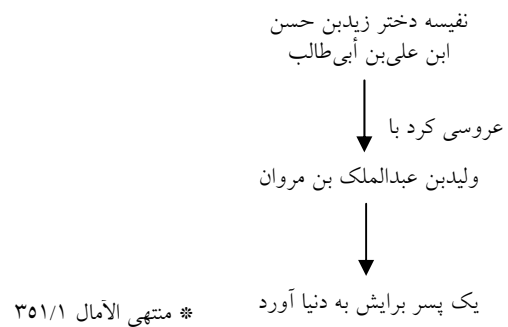 نفیسه دختر زیدبن حسن
ابن علی‌بن أبی‌طالب
عروسی کرد با
ولیدبن عبدالملک بن مروان
یک پسر برایش به دنیا آورد
* منتهی الآمال ۳۵۱/۱